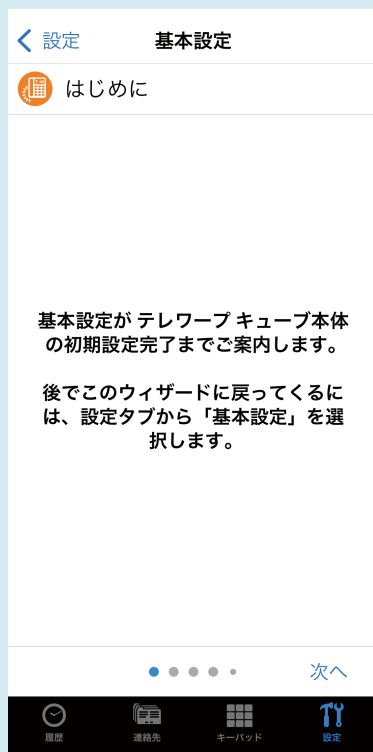 設定
基本設定
はじめに
基本設定が テレワープ キューブ本体
の初期設定完了までご案内します。
後でこのウィザードに戻ってくるに
は、設定タブから「基本設定」を選
択します。
次へ
履歴
連絡先
キーパッド
設定